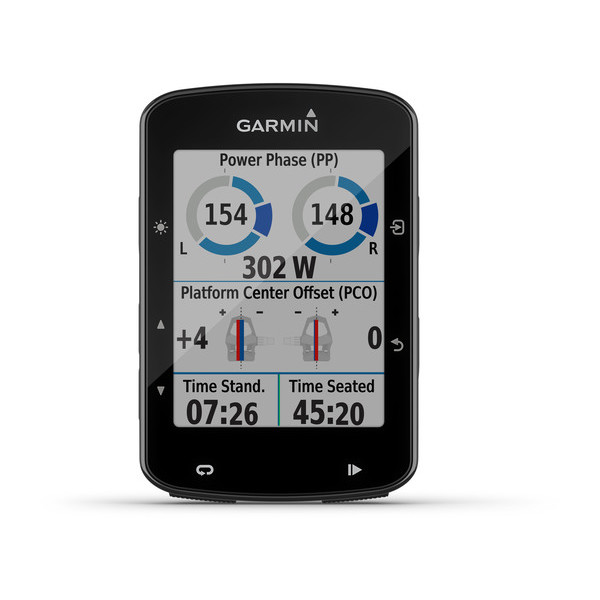 GARMIN
Power Phase (PP)
154 148
L R
302 W
Platform Center Offset (PCO)
+ − − +
+4 0
Time Stand. Time Seated
07:26 45:20